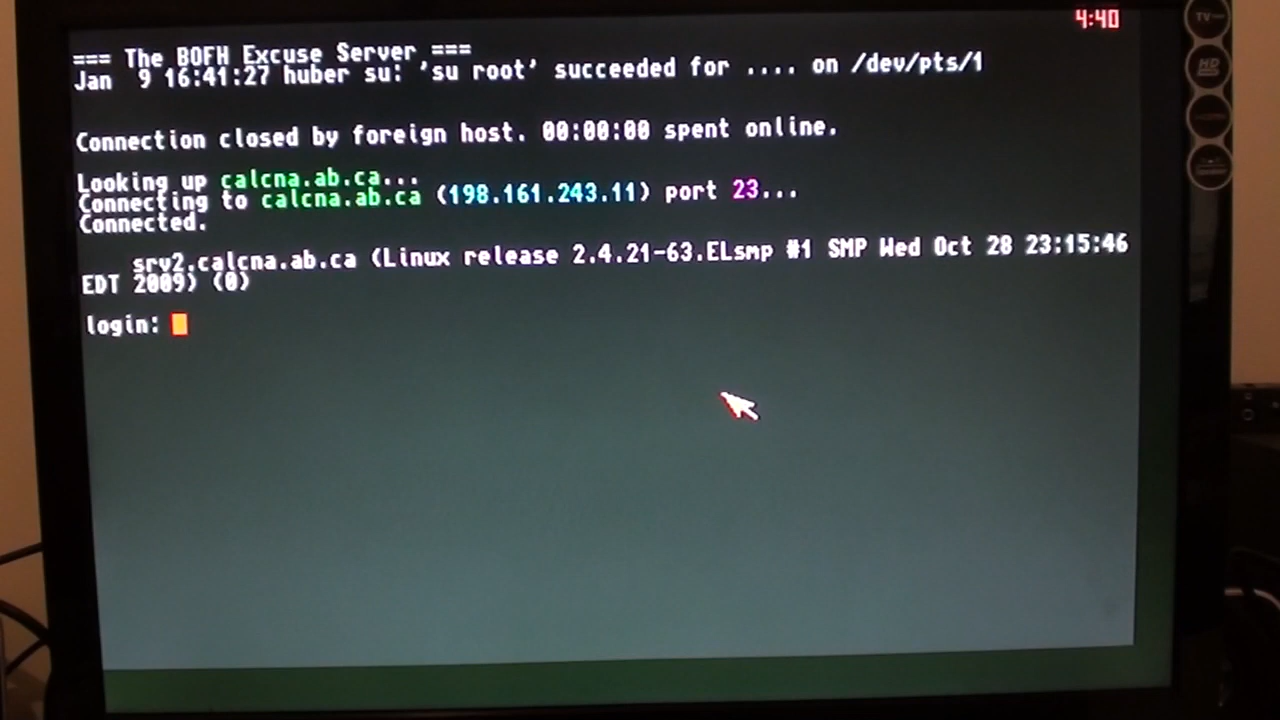 4:40
=== The BOFH Excuse Server ===
Jan  9 16:41:27 huber su: 'su root' succeeded for .... on /dev/pts/1
Connection closed by foreign host. 00:00:00 spent online.
Looking up calcna.ab.ca...
Connecting to calcna.ab.ca (198.161.243.11) port 23...
Connected.
srv2.calcna.ab.ca (Linux release 2.4.21-63.ELsmp #1 SMP Wed Oct 28 23:15:46
EDT 2009) (0)
login:
TV
HD